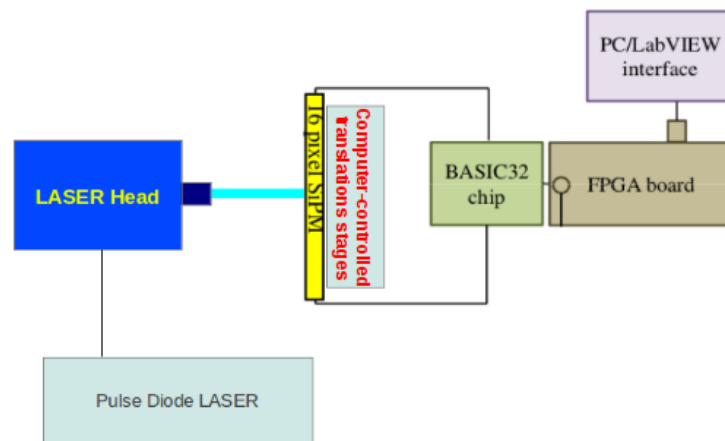 PC/LabVIEW
interface
LASER Head
16 pixel SiPM
Computer-controlled
translations stages
BASIC32
chip
FPGA board
Pulse Diode LASER